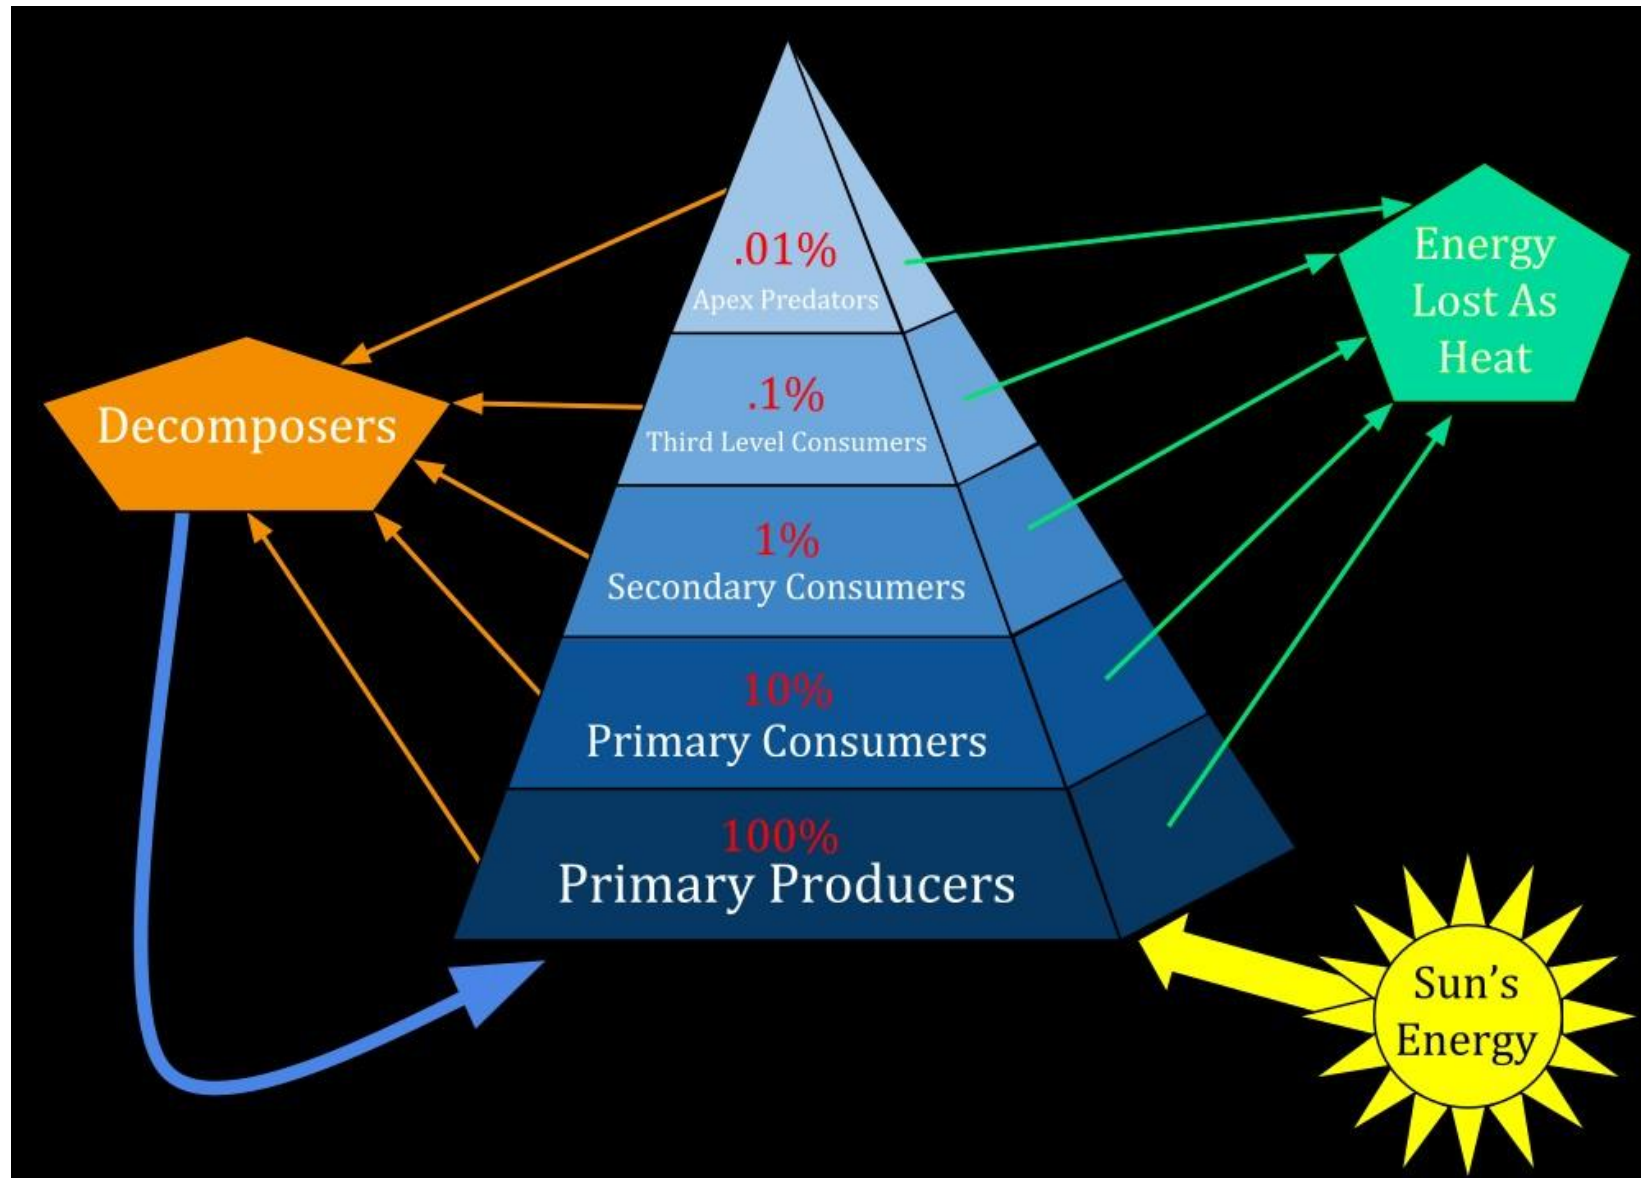 .01%
Apex Predators
.1%
Third Level Consumers
1%
Secondary Consumers
10%
Primary Consumers
100%
Primary Producers
Decomposers
Energy
Lost As
Heat
Sun's
Energy